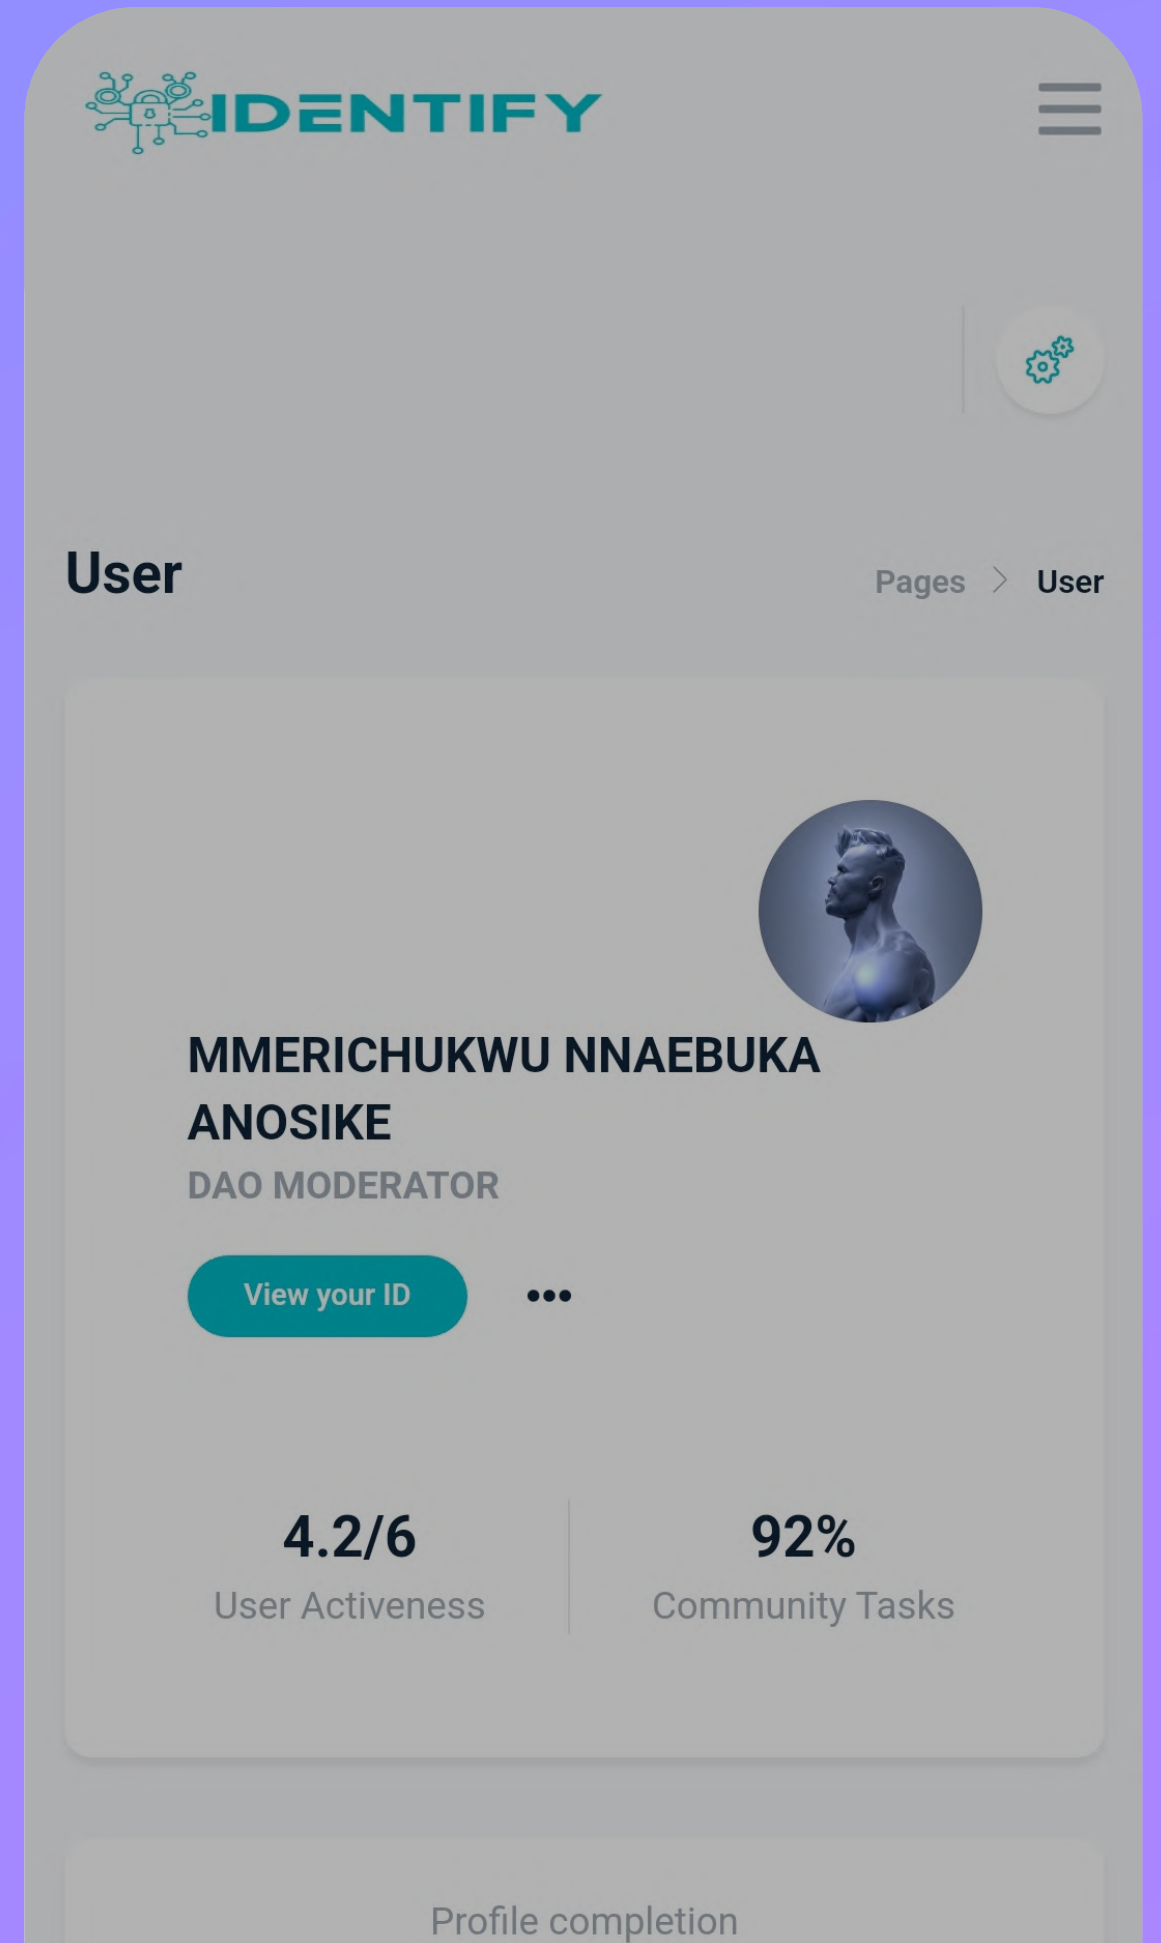 IDENTIFY
User
Pages > User
MMERICHUKWU NNAEBUKA
ANOSIKE
DAO MODERATOR
View your ID
4.2/6
User Activeness
92%
Community Tasks
Profile completion